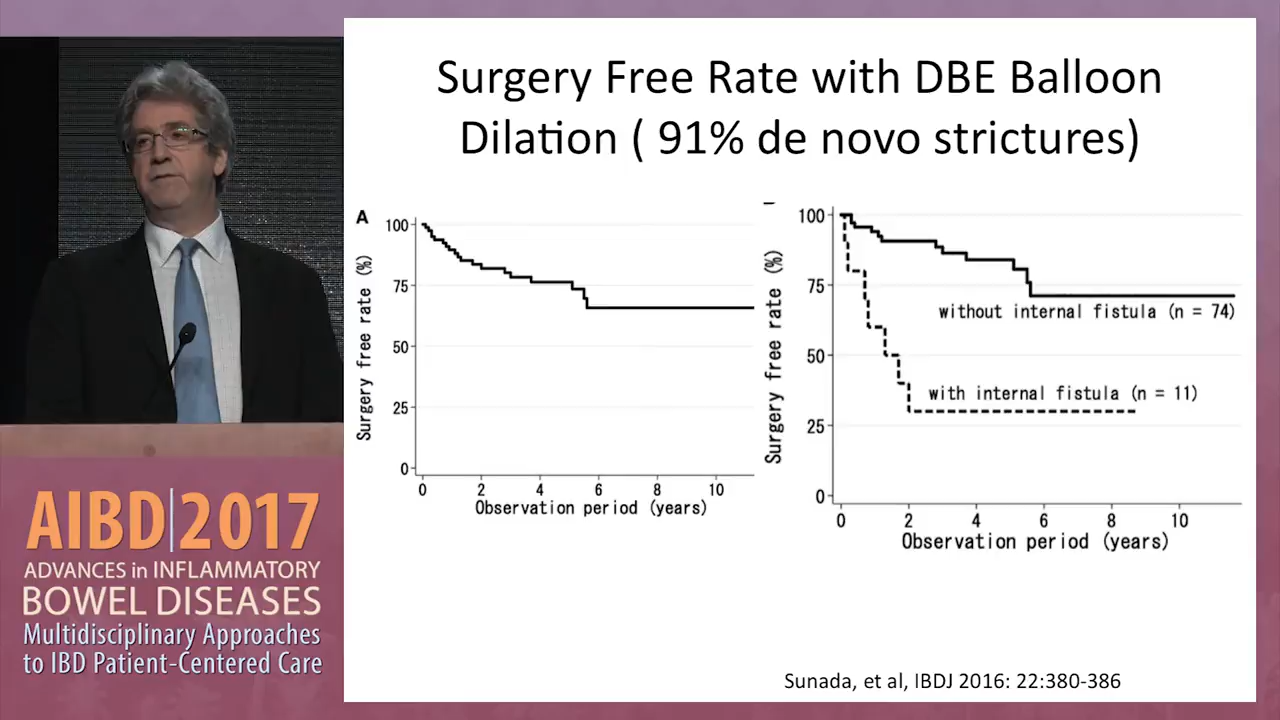 Surgery Free Rate with DBE Balloon
Dilation ( 91% de novo strictures)
A
100
75
50
25
0
Surgery free rate (%)
0 2 4 6 8 10
Observation period (years)
100
75
50
25
0
Surgery free rate (%)
without internal fistula (n = 74)
with internal fistula (n = 11)
0 2 4 6 8 10
Observation period (years)
Sunada, et al, IBDJ 2016: 22:380-386
AIBD|2017
ADVANCES in INFLAMMATORY
BOWEL DISEASES
Multidisciplinary Approaches
to IBD Patient-Centered Care